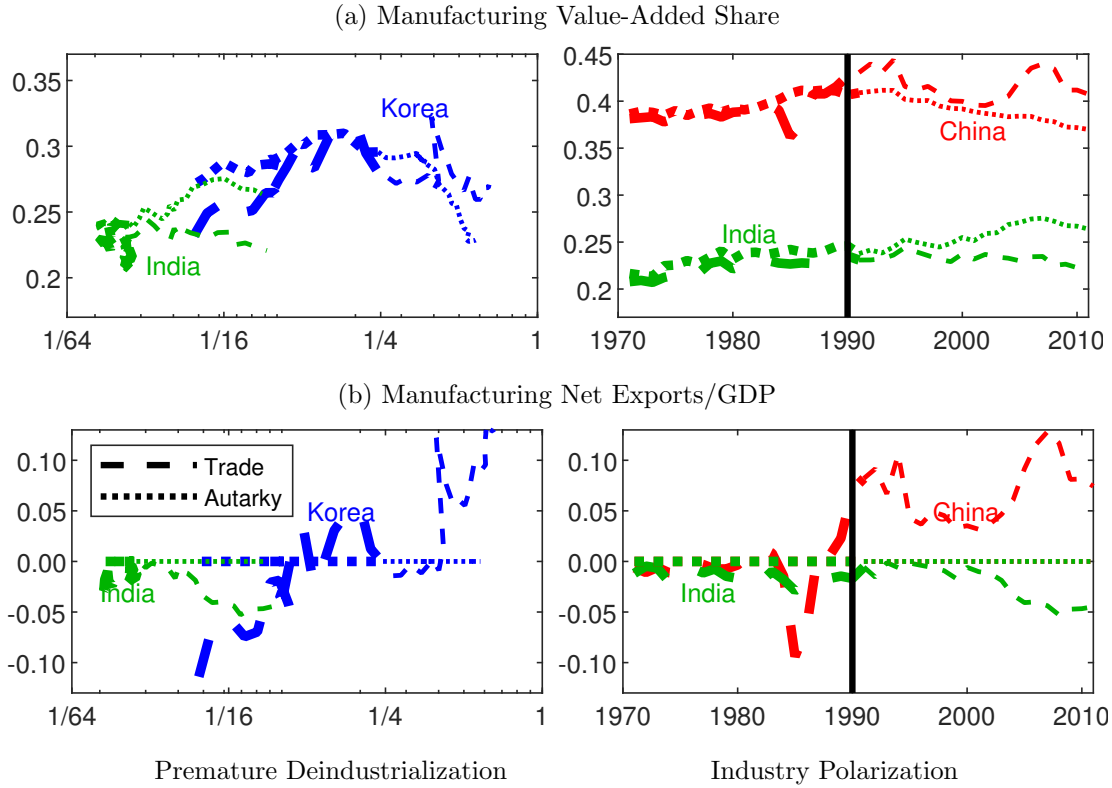 (a) Manufacturing Value-Added Share
0.35
0.3
0.25
0.2
Korea
India
1/64
1/16
1/4
1
0.45
0.4
0.35
0.3
0.25
0.2
China
India
1970
1980
1990
2000
2010
(b) Manufacturing Net Exports/GDP
0.10
0.05
0.00
-0.05
-0.10
Trade
Autarky
Korea
India
1/64
1/16
1/4
1
0.10
0.05
0.00
-0.05
-0.10
China
India
1970
1980
1990
2000
2010
Premature Deindustrialization
Industry Polarization